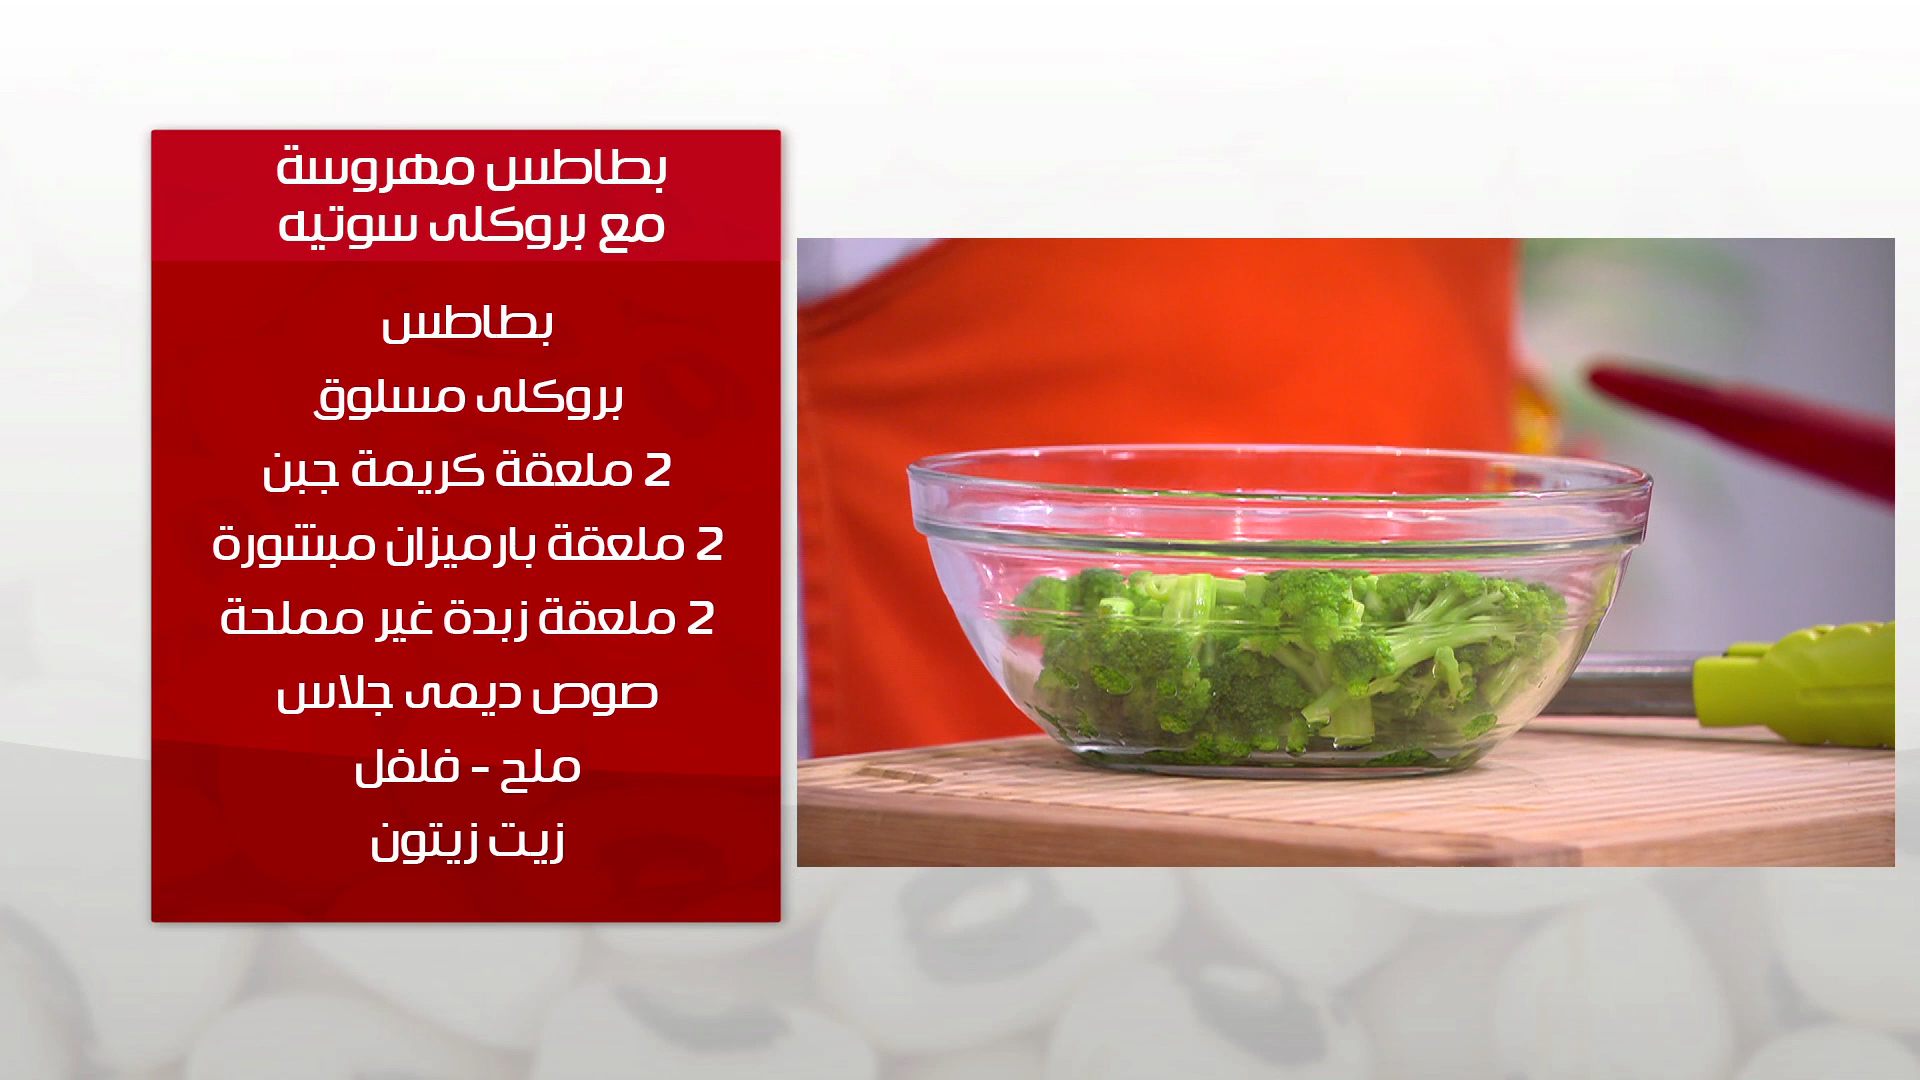 بطاطس مهروسة
مع بروكلى سوتيه
بطاطس
بروكلى مسلوق
2 ملعقة كريمة جبن
2 ملعقة بارميزان مبشورة
2 ملعقة زبدة غير مملحة
صوص ديمى جلاس
ملح - فلفل
زيت زيتون